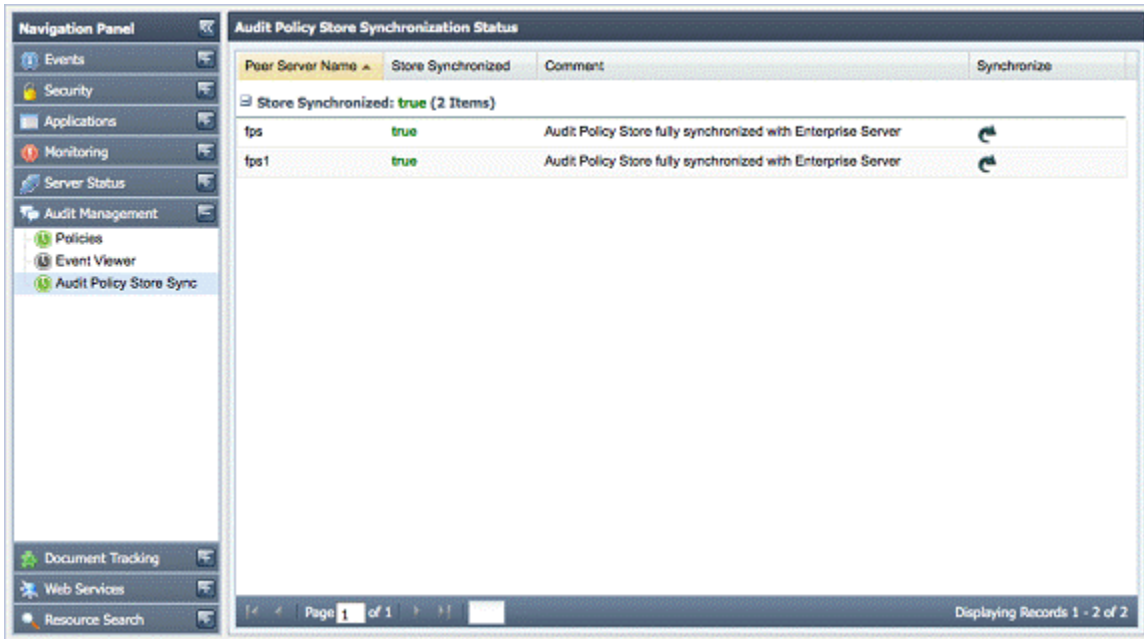 Navigation Panel
Events
Security
Applications
Monitoring
Server Status
Audit Management
Policies
Event Viewer
Audit Policy Store Sync
Document Tracking
Web Services
Resource Search
Audit Policy Store Synchronization Status
Peer Server Name Store Synchronized Comment Synchronize
Store Synchronized: true (2 Items)
fps true Audit Policy Store fully synchronized with Enterprise Server
fps1 true Audit Policy Store fully synchronized with Enterprise Server
Page 1 of 1 Displaying Records 1 - 2 of 2